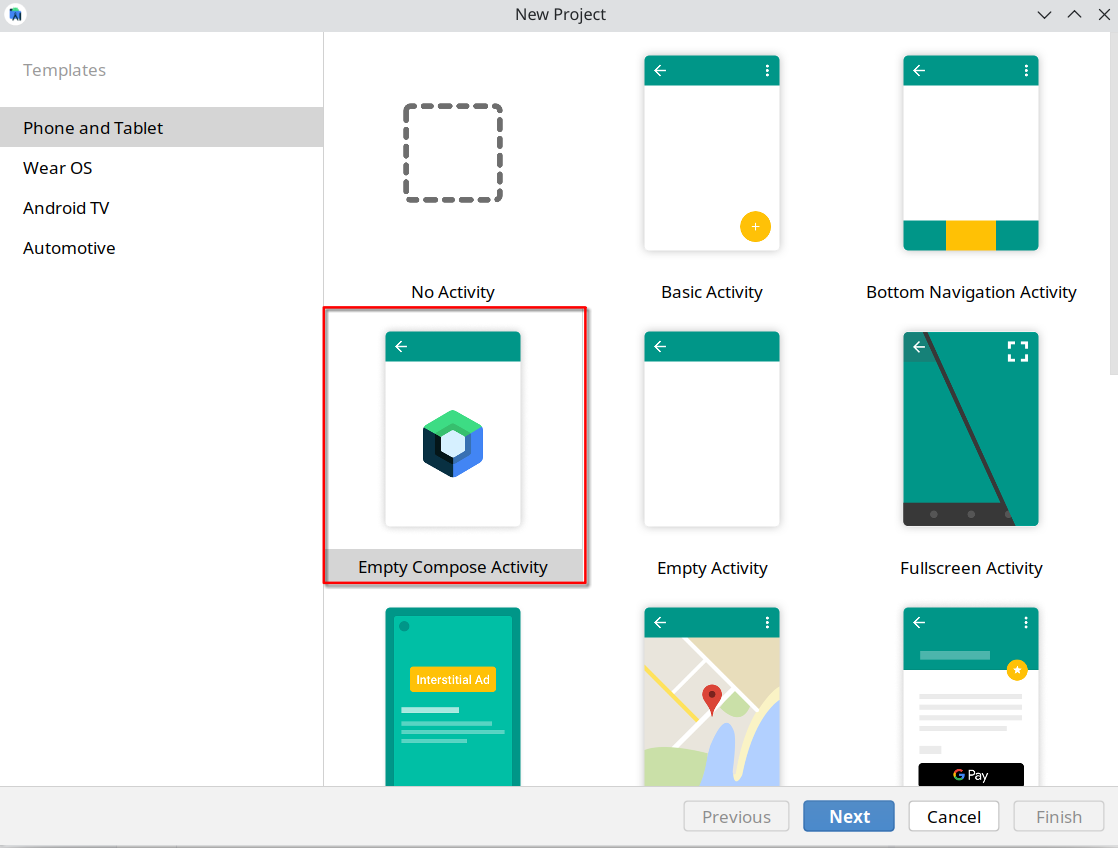 New Project
Templates
Phone and Tablet
Wear OS
Android TV
Automotive
No Activity
Basic Activity
Bottom Navigation Activity
Empty Compose Activity
Empty Activity
Fullscreen Activity
Interstitial Ad
G Pay
Previous
Next
Cancel
Finish